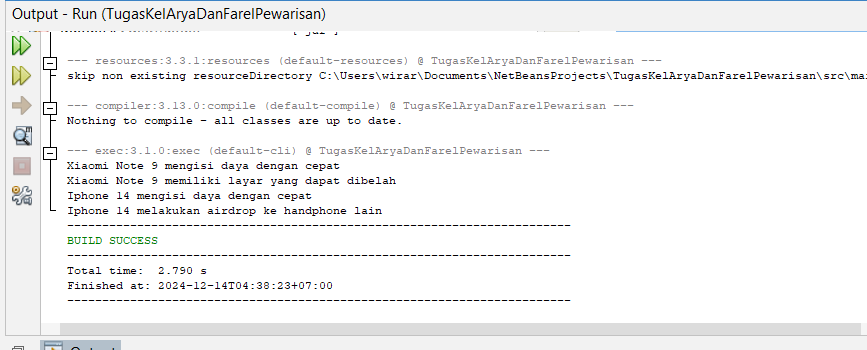 Output - Run (TugasKelAryaDanFarelPewarisan)
--- resources:3.3.1:resources (default-resources) @ TugasKelAryaDanFarelPewarisan ---
skip non existing resourceDirectory C:\Users\wirar\Documents\NetBeansProjects\TugasKelAryaDanFarelPewarisan\src\mai
--- compiler:3.13.0:compile (default-compile) @ TugasKelAryaDanFarelPewarisan ---
Nothing to compile - all classes are up to date.
--- exec:3.1.0:exec (default-cli) @ TugasKelAryaDanFarelPewarisan ---
Xiaomi Note 9 mengisi daya dengan cepat
Xiaomi Note 9 memiliki layar yang dapat dibelah
Iphone 14 mengisi daya dengan cepat
Iphone 14 melakukan airdrop ke handphone lain
------------------------------------------------------------------------
BUILD SUCCESS
------------------------------------------------------------------------
Total time:  2.790 s
Finished at: 2024-12-14T04:38:23+07:00
------------------------------------------------------------------------